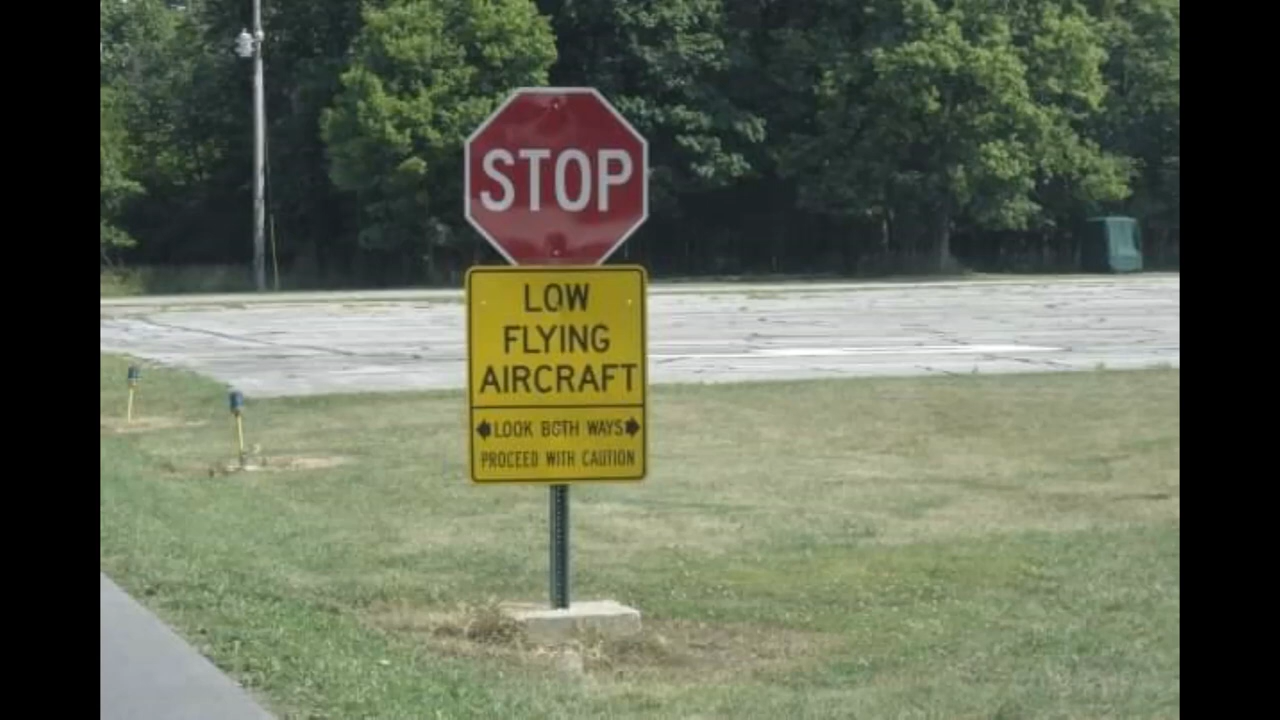 STOP
LOW
FLYING
AIRCRAFT
LOOK BOTH WAYS
PROCEED WITH CAUTION